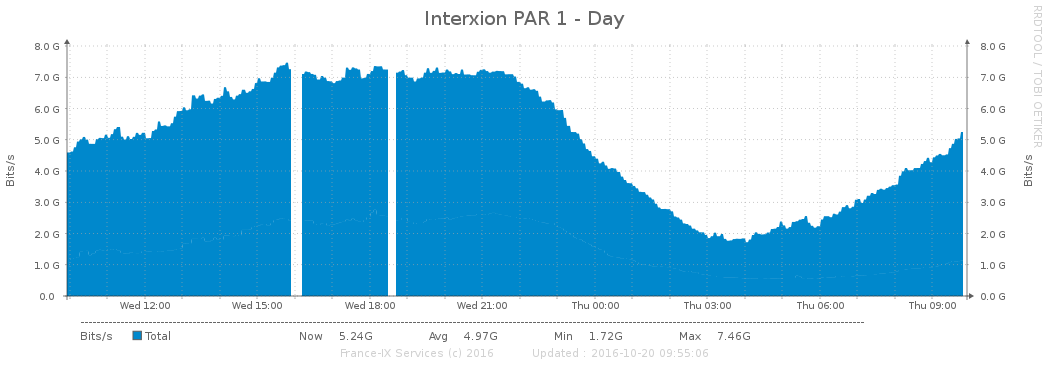 Interxion PAR 1 - Day
RRDTOOL / TOBI OETIKER
8.0 G 8.0 G
7.0 G 7.0 G
6.0 G 6.0 G
5.0 G 5.0 G
4.0 G 4.0 G
3.0 G 3.0 G
2.0 G 2.0 G
1.0 G 1.0 G
0.0 0.0 G
Bits/s
Bits/s
Wed 12:00 Wed 15:00 Wed 18:00 Wed 21:00 Thu 00:00 Thu 03:00 Thu 06:00 Thu 09:00
Bits/s Total Now 5.24G Avg 4.97G Min 1.72G Max 7.46G
France-IX Services (c) 2016 Updated : 2016-10-20 09:55:06